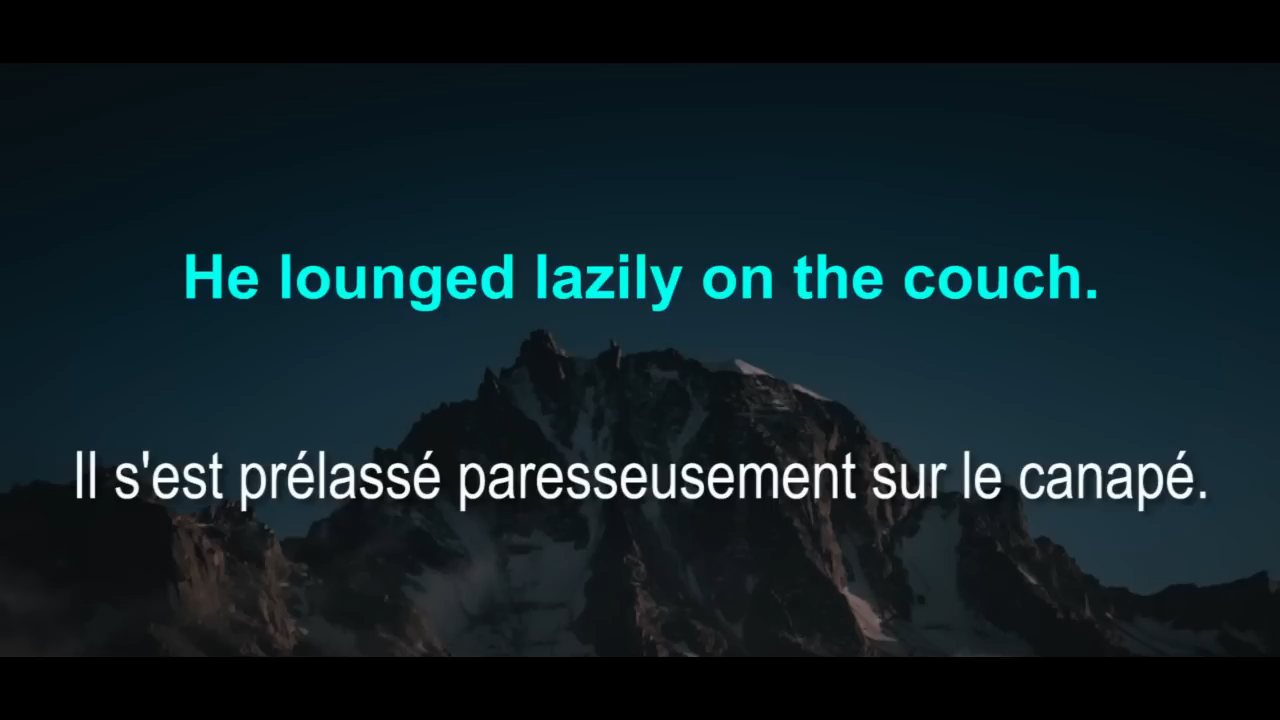 He lounged lazily on the couch.
Il s'est prélassé paresseusement sur le canapé.